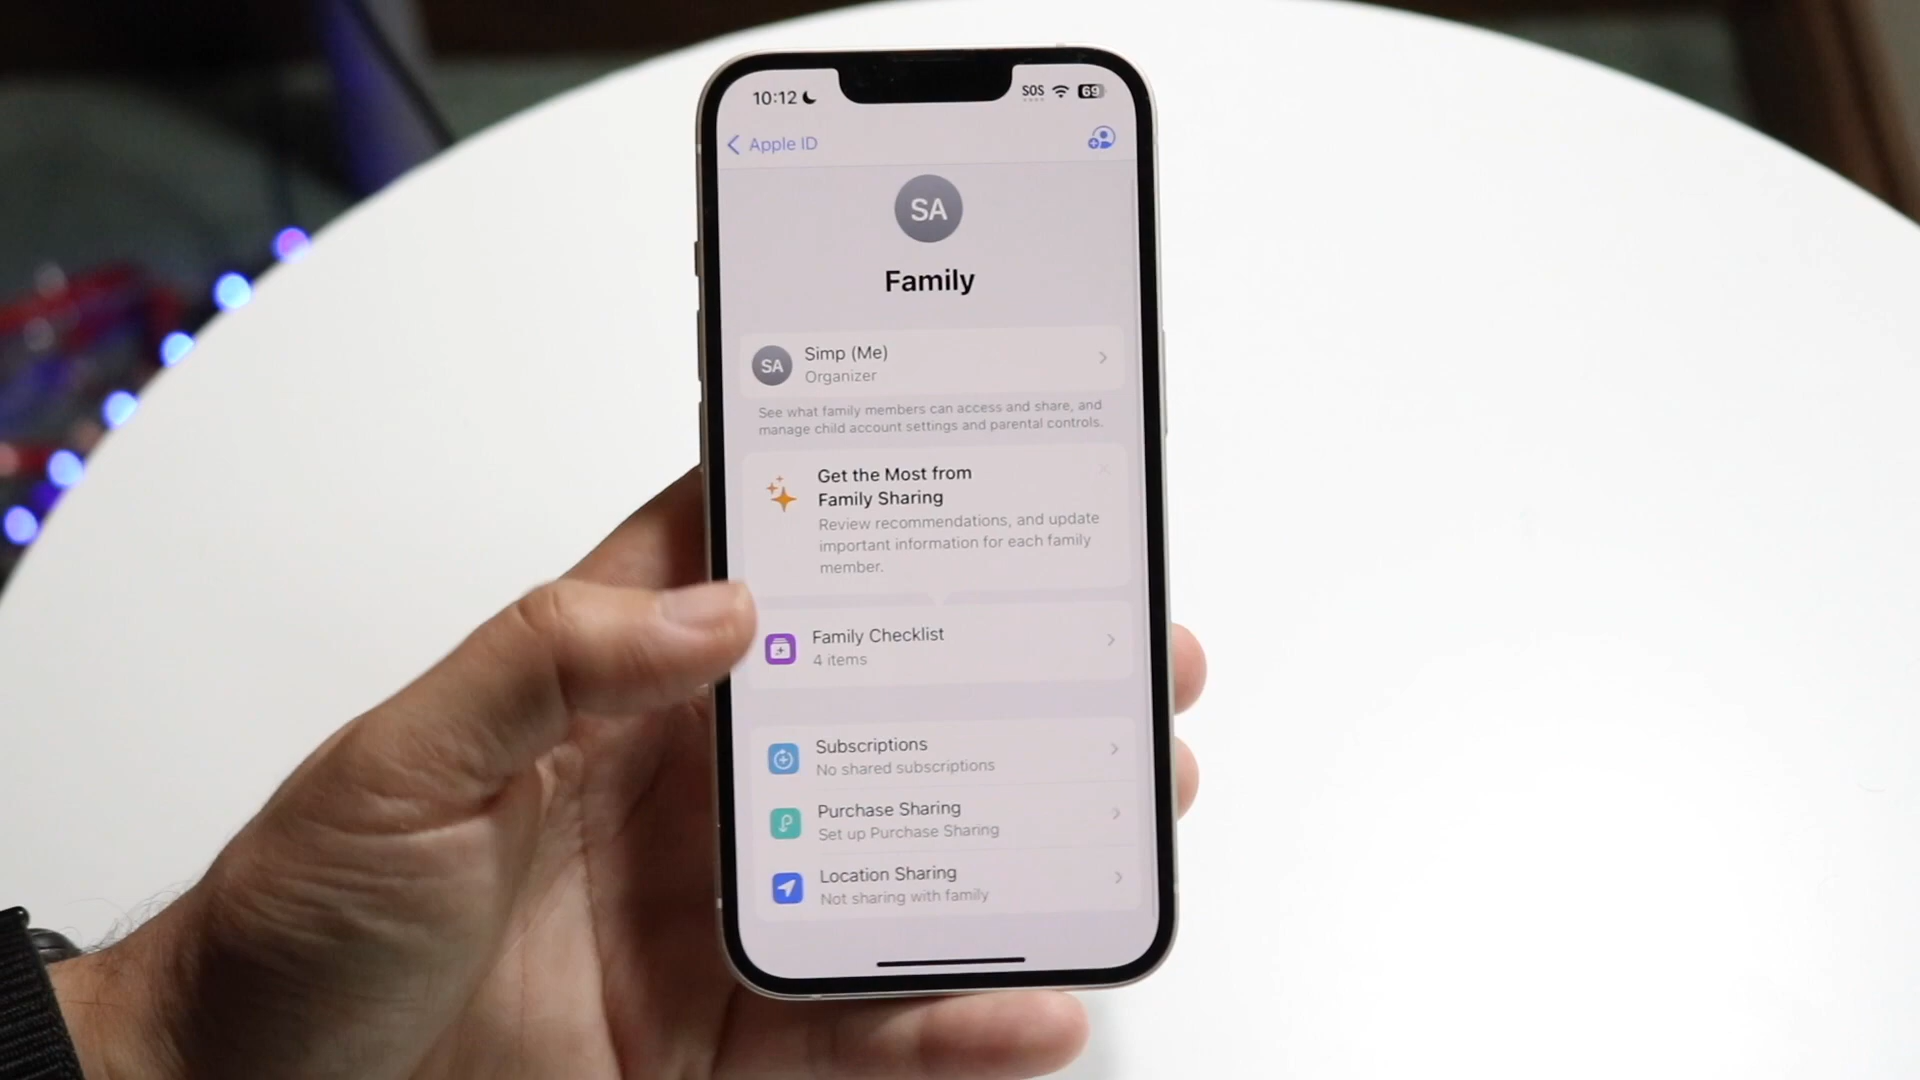 10:12
SOS
69
Apple ID
SA
Family
SA
Simp (Me)
Organizer
See what family members can access and share, and
manage child account settings and parental controls.
Get the Most from
Family Sharing
Review recommendations, and update
important information for each family
member.
Family Checklist
4 items
Subscriptions
No shared subscriptions
Purchase Sharing
Set up Purchase Sharing
Location Sharing
Not sharing with family